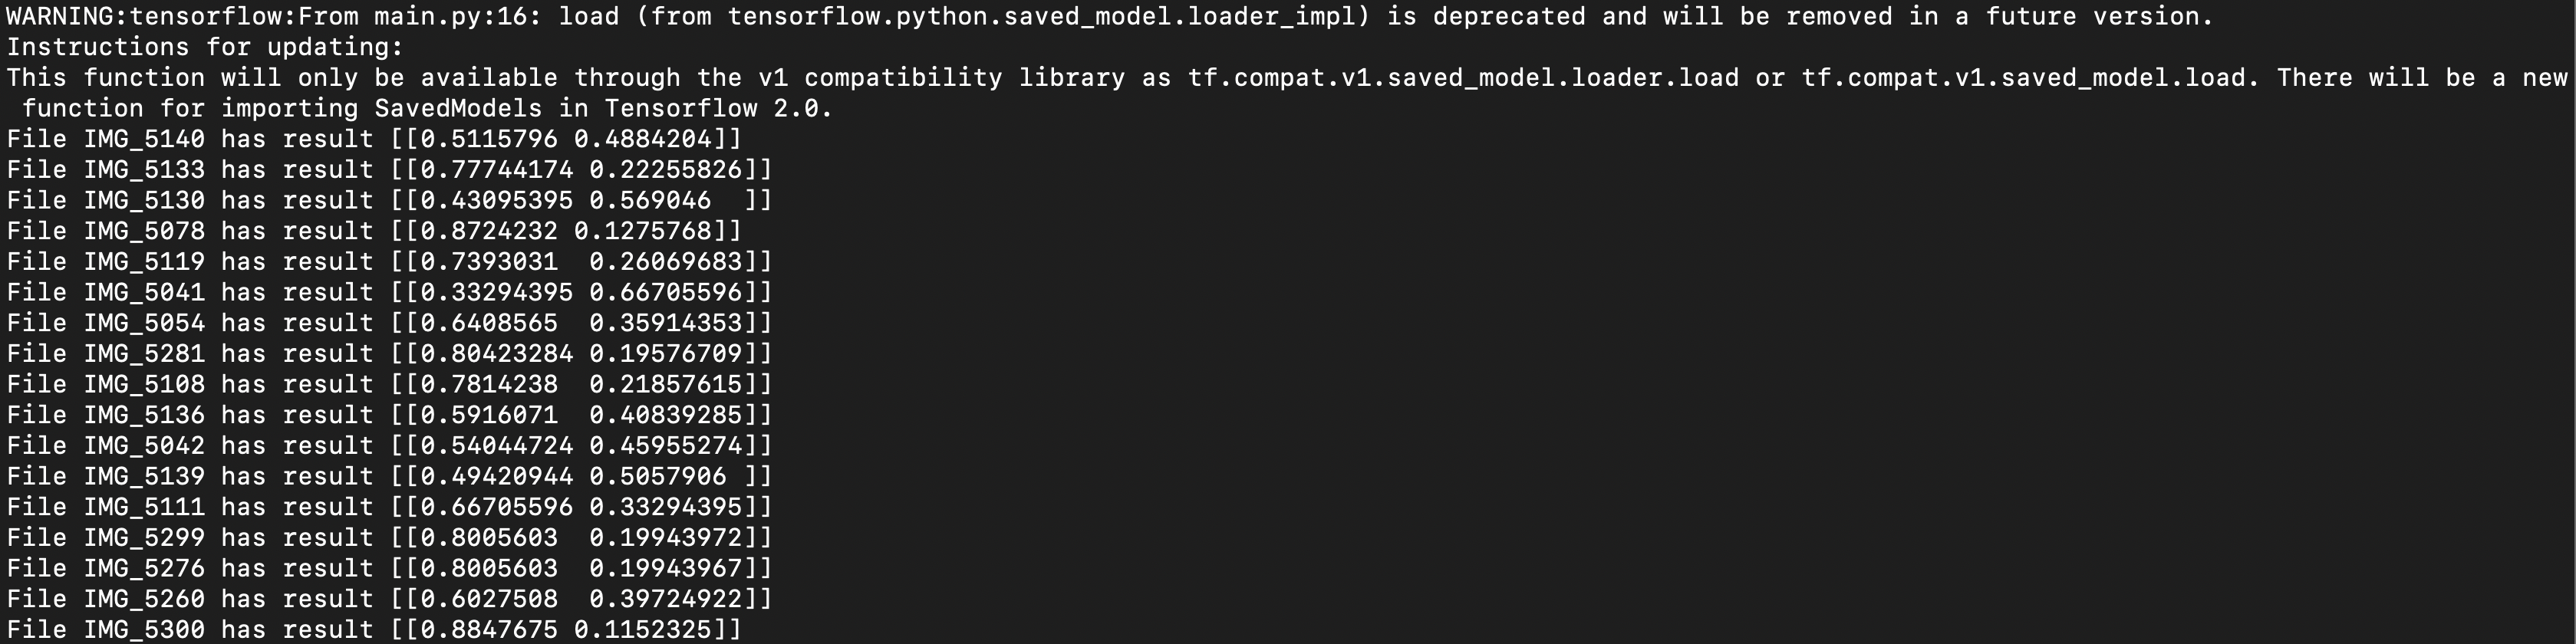 WARNING:tensorflow:From main.py:16: load (from tensorflow.python.saved_model.loader_impl) is deprecated and will be removed in a future version.
Instructions for updating:
This function will only be available through the v1 compatibility library as tf.compat.v1.saved_model.loader.load or tf.compat.v1.saved_model.load. There will be a new
 function for importing SavedModels in Tensorflow 2.0.
File IMG_5140 has result [[0.5115796 0.4884204]]
File IMG_5133 has result [[0.77744174 0.22255826]]
File IMG_5130 has result [[0.43095395 0.569046  ]]
File IMG_5078 has result [[0.8724232 0.1275768]]
File IMG_5119 has result [[0.7393031  0.26069683]]
File IMG_5041 has result [[0.33294395 0.66705596]]
File IMG_5054 has result [[0.6408565  0.35914353]]
File IMG_5281 has result [[0.80423284 0.19576709]]
File IMG_5108 has result [[0.7814238  0.21857615]]
File IMG_5136 has result [[0.5916071  0.40839285]]
File IMG_5042 has result [[0.54044724 0.45955274]]
File IMG_5139 has result [[0.49420944 0.5057906 ]]
File IMG_5111 has result [[0.66705596 0.33294395]]
File IMG_5299 has result [[0.8005603  0.19943972]]
File IMG_5276 has result [[0.8005603  0.19943967]]
File IMG_5260 has result [[0.6027508  0.39724922]]
File IMG_5300 has result [[0.8847675 0.1152325]]